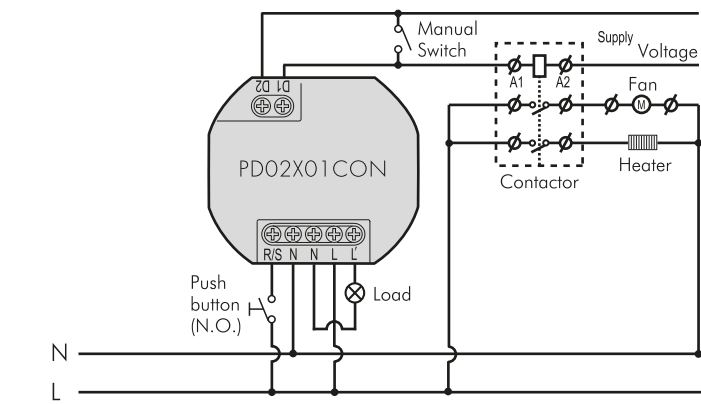 Manual
Switch
Supply
Voltage
D2 D1
A1 A2
Fan
M
PD02X01CON
Contactor
Heater
R/S N N L L'
Push
button
(N.O.)
Load
N
L